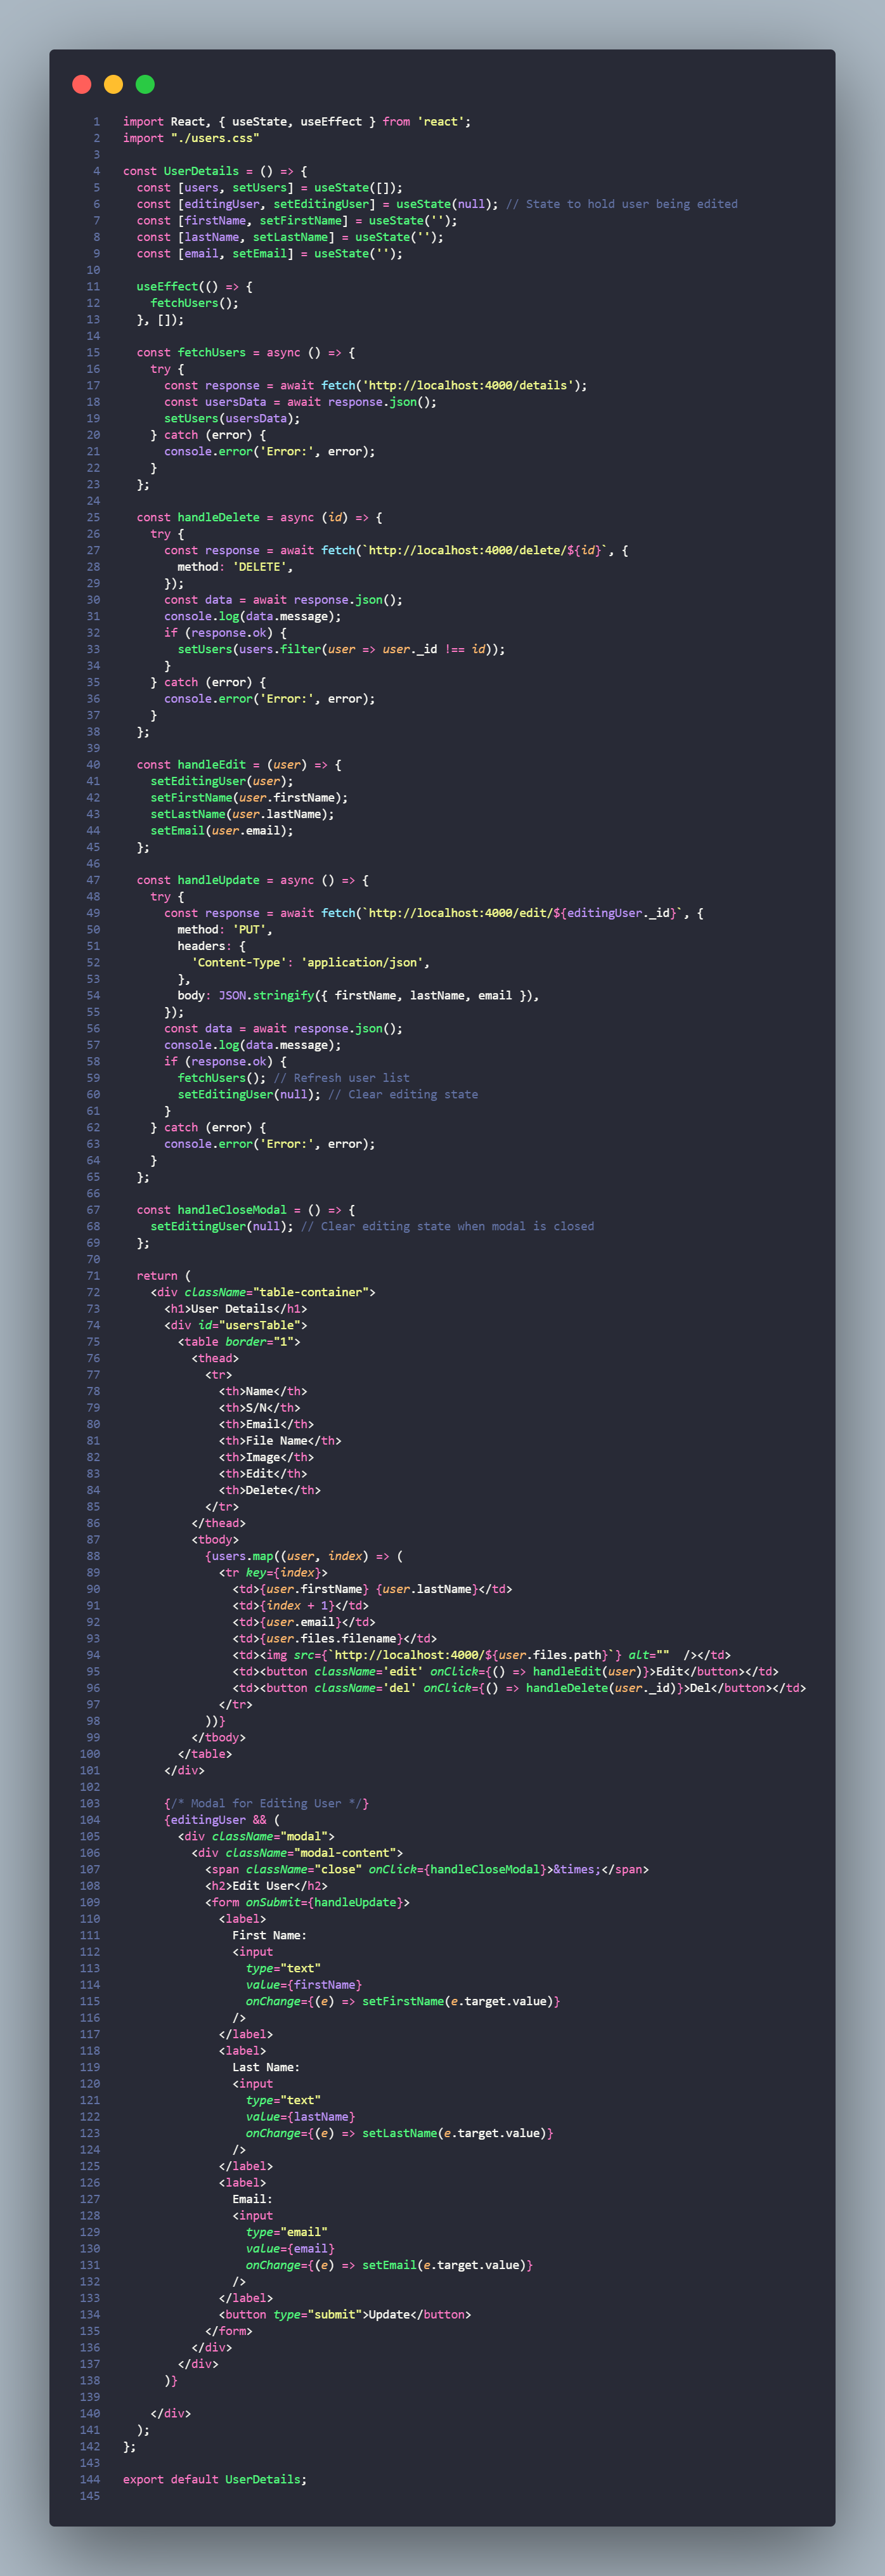 1 import React, { useState, useEffect } from 'react';
2 import "./users.css"
3
4 const UserDetails = () => {
5   const [users, setUsers] = useState([]);
6   const [editingUser, setEditingUser] = useState(null); // State to hold user being edited
7   const [firstName, setFirstName] = useState('');
8   const [lastName, setLastName] = useState('');
9   const [email, setEmail] = useState('');
10
11   useEffect(() => {
12     fetchUsers();
13   }, []);
14
15   const fetchUsers = async () => {
16     try {
17       const response = await fetch('http://localhost:4000/details');
18       const usersData = await response.json();
19       setUsers(usersData);
20     } catch (error) {
21       console.error('Error:', error);
22     }
23   };
24
25   const handleDelete = async (id) => {
26     try {
27       const response = await fetch(`http://localhost:4000/delete/${id}`, {
28         method: 'DELETE',
29       });
30       const data = await response.json();
31       console.log(data.message);
32       if (response.ok) {
33         setUsers(users.filter(user => user._id !== id));
34       }
35     } catch (error) {
36       console.error('Error:', error);
37     }
38   };
39
40   const handleEdit = (user) => {
41     setEditingUser(user);
42     setFirstName(user.firstName);
43     setLastName(user.lastName);
44     setEmail(user.email);
45   };
46
47   const handleUpdate = async () => {
48     try {
49       const response = await fetch(`http://localhost:4000/edit/${editingUser._id}`, {
50         method: 'PUT',
51         headers: {
52           'Content-Type': 'application/json',
53         },
54         body: JSON.stringify({ firstName, lastName, email }),
55       });
56       const data = await response.json();
57       console.log(data.message);
58       if (response.ok) {
59         fetchUsers(); // Refresh user list
60         setEditingUser(null); // Clear editing state
61       }
62     } catch (error) {
63       console.error('Error:', error);
64     }
65   };
66
67   const handleCloseModal = () => {
68     setEditingUser(null); // Clear editing state when modal is closed
69   };
70
71   return (
72     <div className="table-container">
73       <h1>User Details</h1>
74       <div id="usersTable">
75         <table border="1">
76           <thead>
77             <tr>
78               <th>Name</th>
79               <th>S/N</th>
80               <th>Email</th>
81               <th>File Name</th>
82               <th>Image</th>
83               <th>Edit</th>
84               <th>Delete</th>
85             </tr>
86           </thead>
87           <tbody>
88             {users.map((user, index) => (
89               <tr key={index}>
90                 <td>{user.firstName} {user.lastName}</td>
91                 <td>{index + 1}</td>
92                 <td>{user.email}</td>
93                 <td>{user.files.filename}</td>
94                 <td><img src={`http://localhost:4000/${user.files.path}`} alt=""  /></td>
95                 <td><button className='edit' onClick={() => handleEdit(user)}>Edit</button></td>
96                 <td><button className='del' onClick={() => handleDelete(user._id)}>Del</button></td>
97               </tr>
98             ))}
99           </tbody>
100         </table>
101       </div>
102
103       {/* Modal for Editing User */}
104       {editingUser && (
105         <div className="modal">
106           <div className="modal-content">
107             <span className="close" onClick={handleCloseModal}>&times;</span>
108             <h2>Edit User</h2>
109             <form onSubmit={handleUpdate}>
110               <label>
111                 First Name:
112                 <input
113                   type="text"
114                   value={firstName}
115                   onChange={(e) => setFirstName(e.target.value)}
116                 />
117               </label>
118               <label>
119                 Last Name:
120                 <input
121                   type="text"
122                   value={lastName}
123                   onChange={(e) => setLastName(e.target.value)}
124                 />
125               </label>
126               <label>
127                 Email:
128                 <input
129                   type="email"
130                   value={email}
131                   onChange={(e) => setEmail(e.target.value)}
132                 />
133               </label>
134               <button type="submit">Update</button>
135             </form>
136           </div>
137         </div>
138       )}
139
140     </div>
141   );
142 };
143
144 export default UserDetails;
145